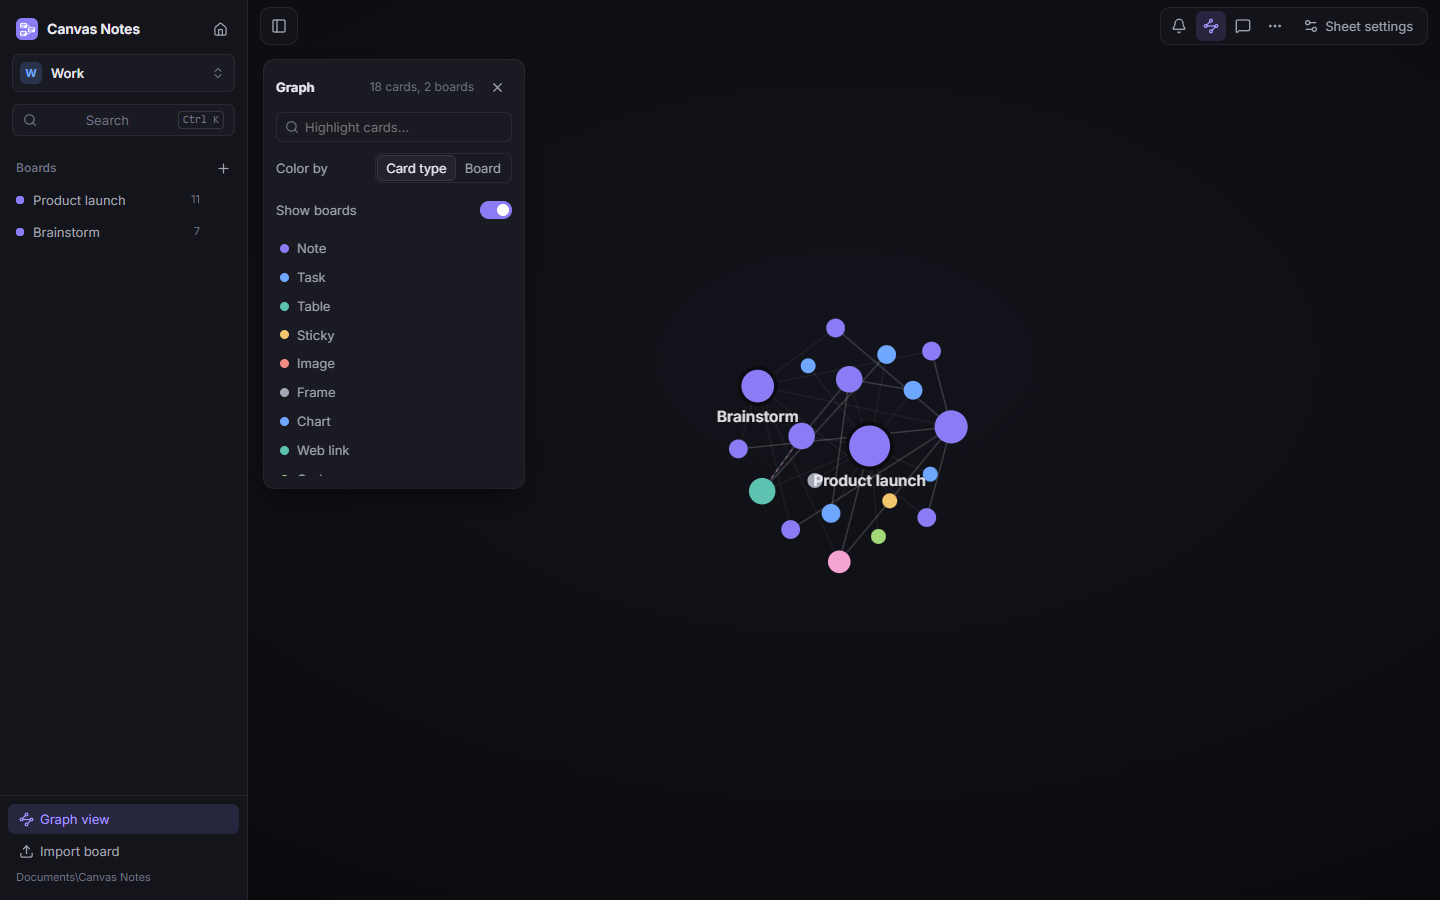 Canvas Notes
W Work
Search Ctrl K
Boards
Product launch 11
Brainstorm 7
Graph view
Import board
Documents\Canvas Notes
Sheet settings
Graph 18 cards, 2 boards
Highlight cards...
Color by Card type Board
Show boards
Note
Task
Table
Sticky
Image
Frame
Chart
Web link
Brainstorm
Product launch